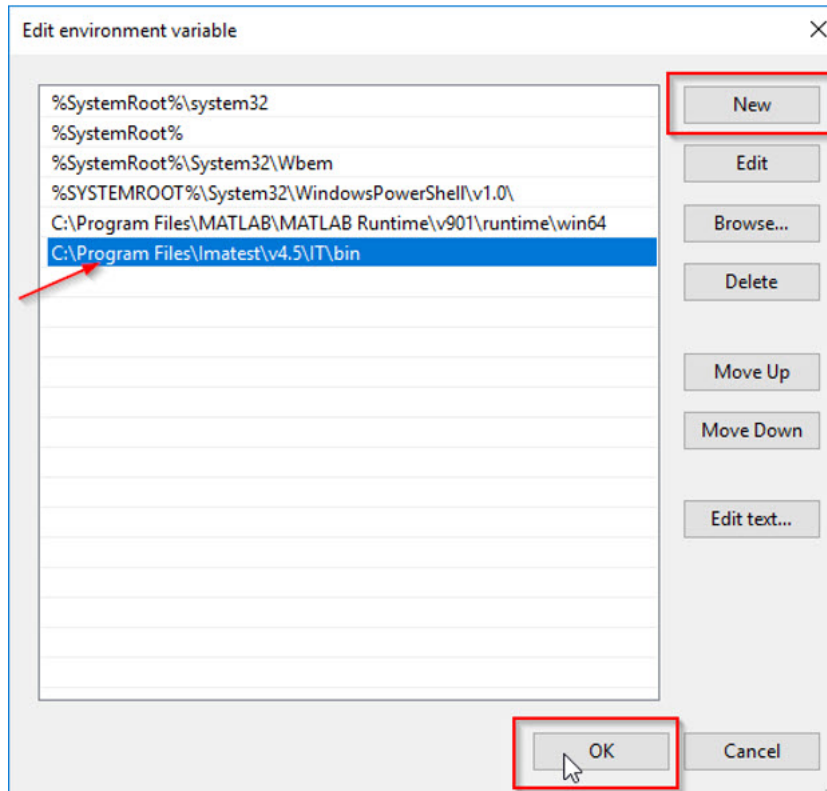 Edit environment variable
%SystemRoot%\system32
New
%SystemRoot%
%SystemRoot%\System32\Wbem
Edit
%SYSTEMROOT%\System32\WindowsPowerShell\v1.0\
C:\Program Files\MATLAB\MATLAB Runtime\v901\runtime\win64
Browse...
C:\Program Files\Imatest\v4.5\IT\bin
Delete
Move Up
Move Down
Edit text...
OK
Cancel